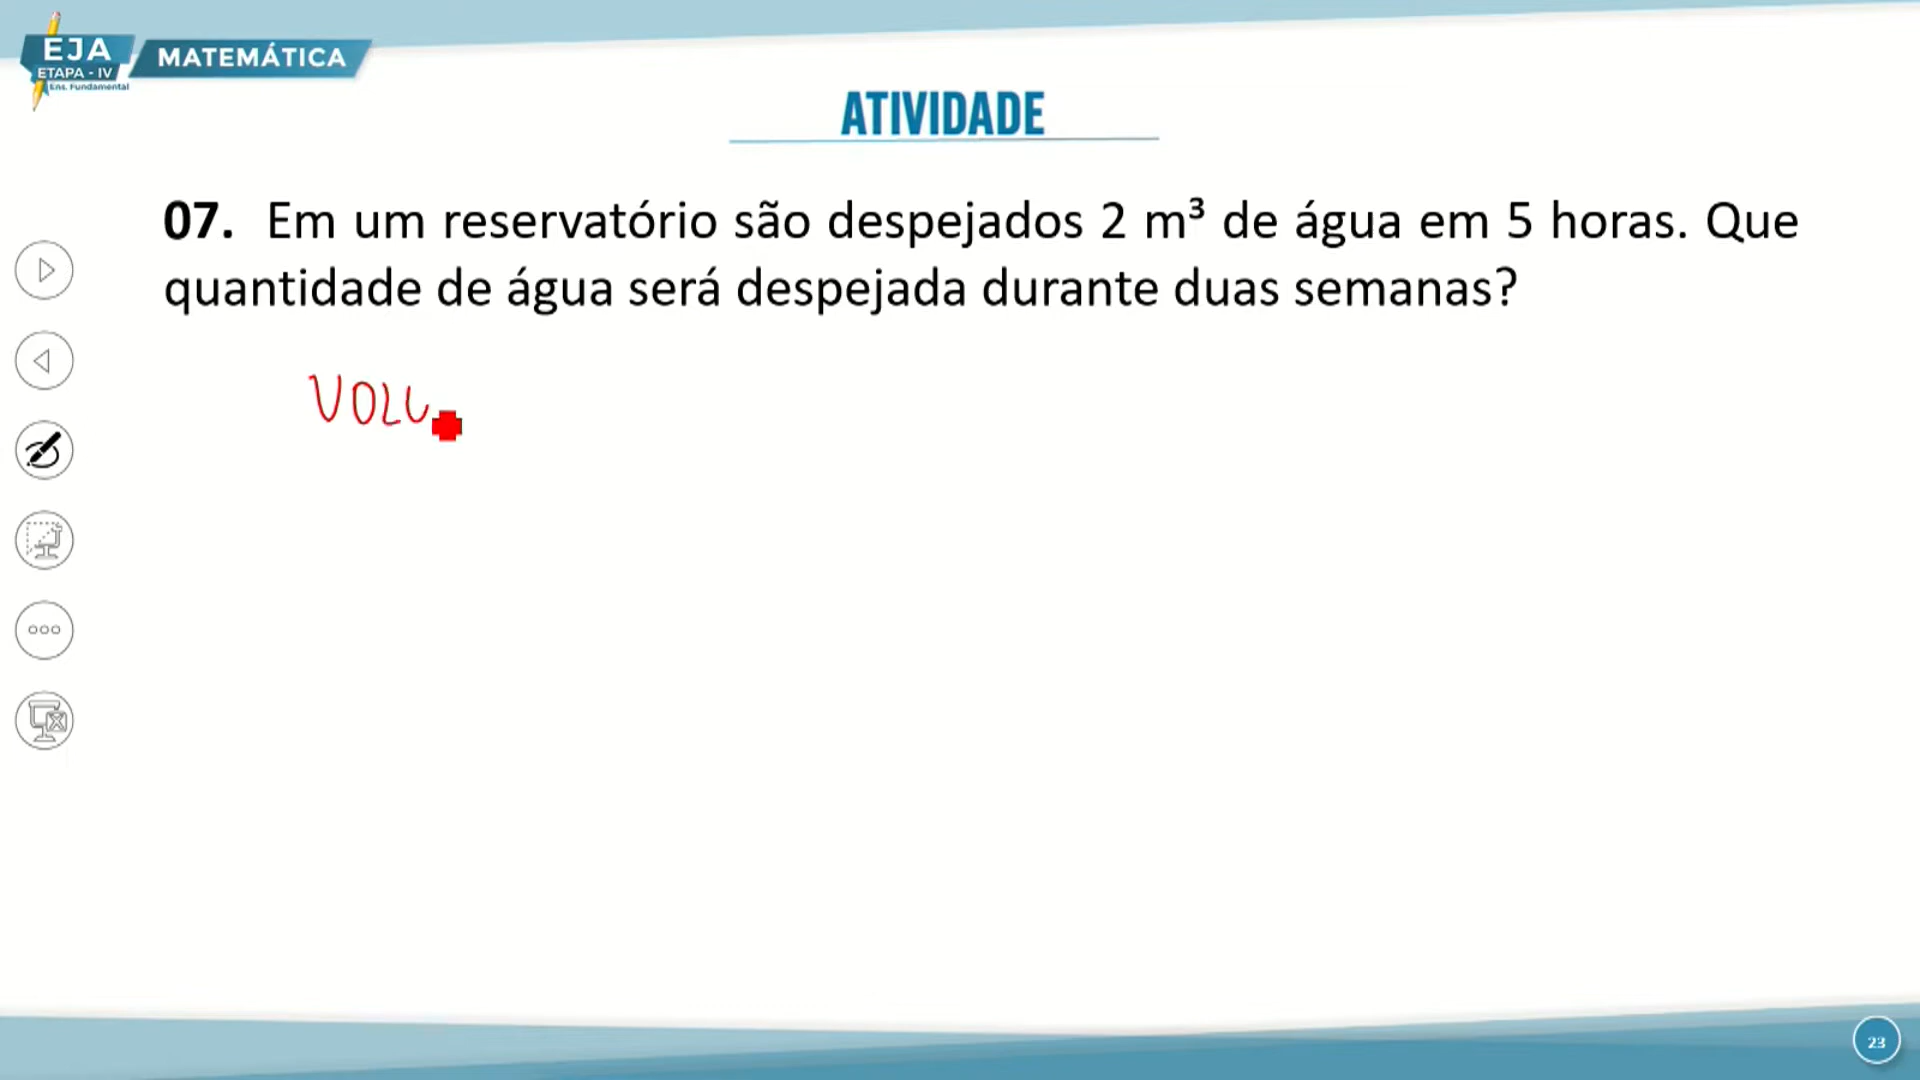 EJA
ETAPA - IV
Ens. Fundamental
MATEMÁTICA
ATIVIDADE
07. Em um reservatório são despejados 2 m³ de água em 5 horas. Que
quantidade de água será despejada durante duas semanas?
VOLU
23